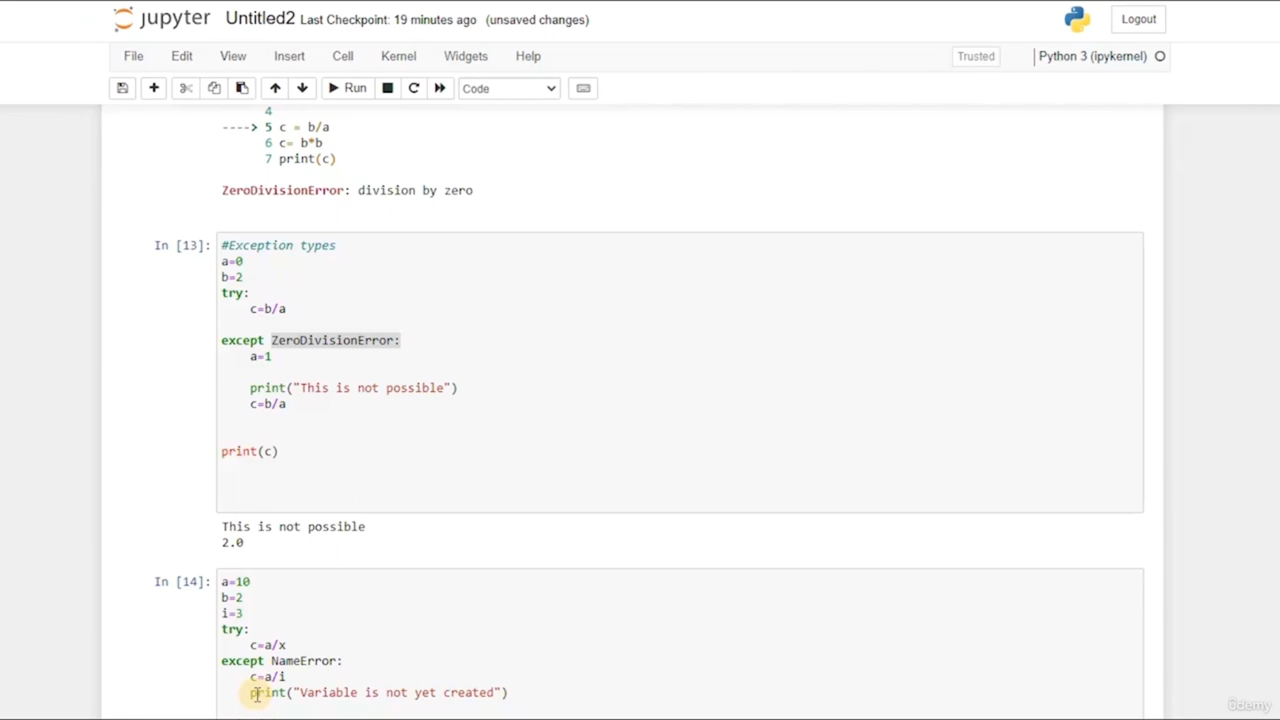 jupyter Untitled2 Last Checkpoint: 19 minutes ago (unsaved changes) Logout
File Edit View Insert Cell Kernel Widgets Help Trusted Python 3 (ipykernel)
Run Code
4
----> 5 c = b/a
6 c= b*b
7 print(c)
ZeroDivisionError: division by zero
In [13]: #Exception types
a=0
b=2
try:
c=b/a
except ZeroDivisionError:
a=1
print("This is not possible")
c=b/a
print(c)
This is not possible
2.0
In [14]: a=10
b=2
i=3
try:
c=a/x
except NameError:
c=a/i
print("Variable is not yet created")
ûdemy